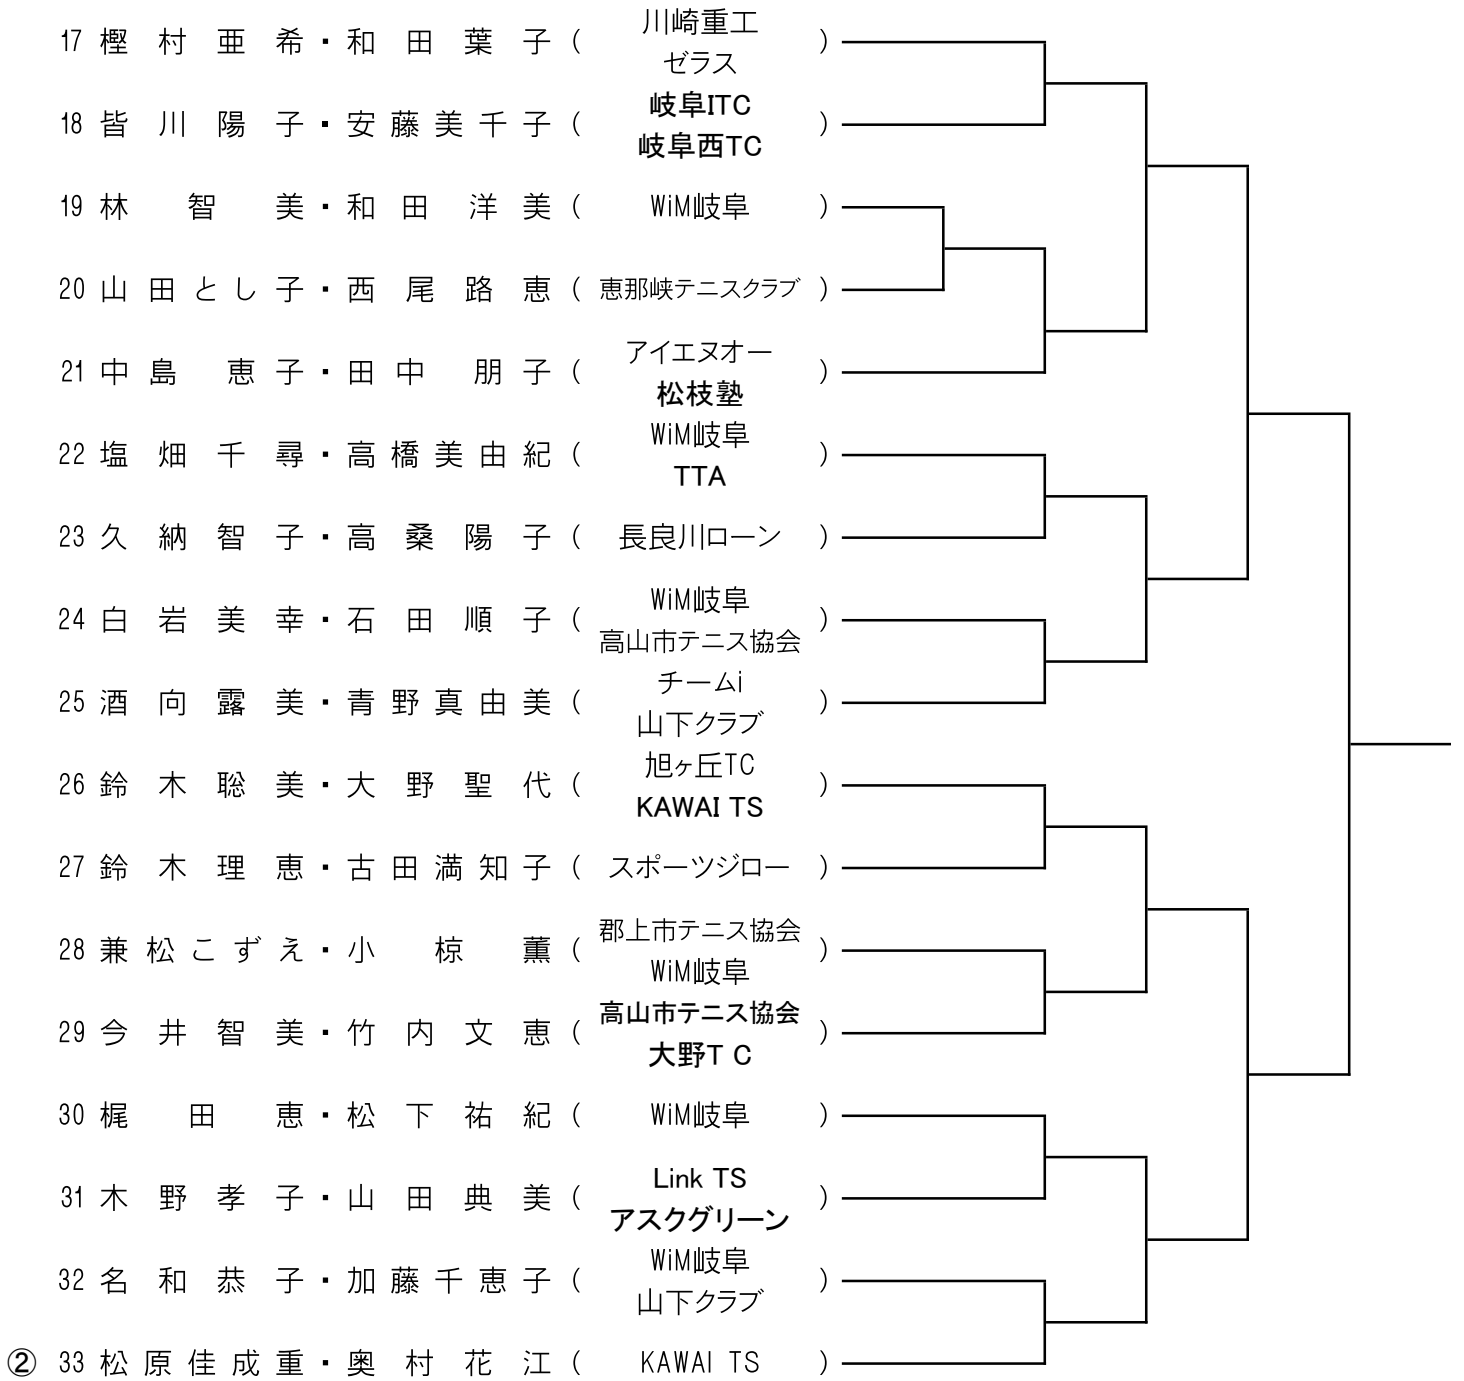 17 樫村亜希・和田葉子 ( 川崎重工 )
ゼラス
18 皆川陽子・安藤美千子 ( 岐阜ITC )
岐阜西TC
19 林智美・和田洋美 ( WiM岐阜 )
20 山田とし子・西尾路恵 ( 恵那峡テニスクラブ )
21 中島恵子・田中朋子 ( アイエヌオー )
松枝塾
22 塩畑千尋・高橋美由紀 ( WiM岐阜 )
TTA
23 久納智子・高桑陽子 ( 長良川ローン )
24 白岩美幸・石田順子 ( WiM岐阜 )
高山市テニス協会
25 酒向露美・青野真由美 ( チームi )
山下クラブ
26 鈴木聡美・大野聖代 ( 旭ヶ丘TC )
KAWAI TS
27 鈴木理恵・古田満知子 ( スポーツジロー )
28 兼松こずえ・小椋薫 ( 郡上市テニス協会 )
WiM岐阜
29 今井智美・竹内文恵 ( 高山市テニス協会 )
大野T C
30 梶田恵・松下祐紀 ( WiM岐阜 )
31 木野孝子・山田典美 ( Link TS )
アスクグリーン
32 名和恭子・加藤千恵子 ( WiM岐阜 )
山下クラブ
② 33 松原佳成重・奥村花江 ( KAWAI TS )